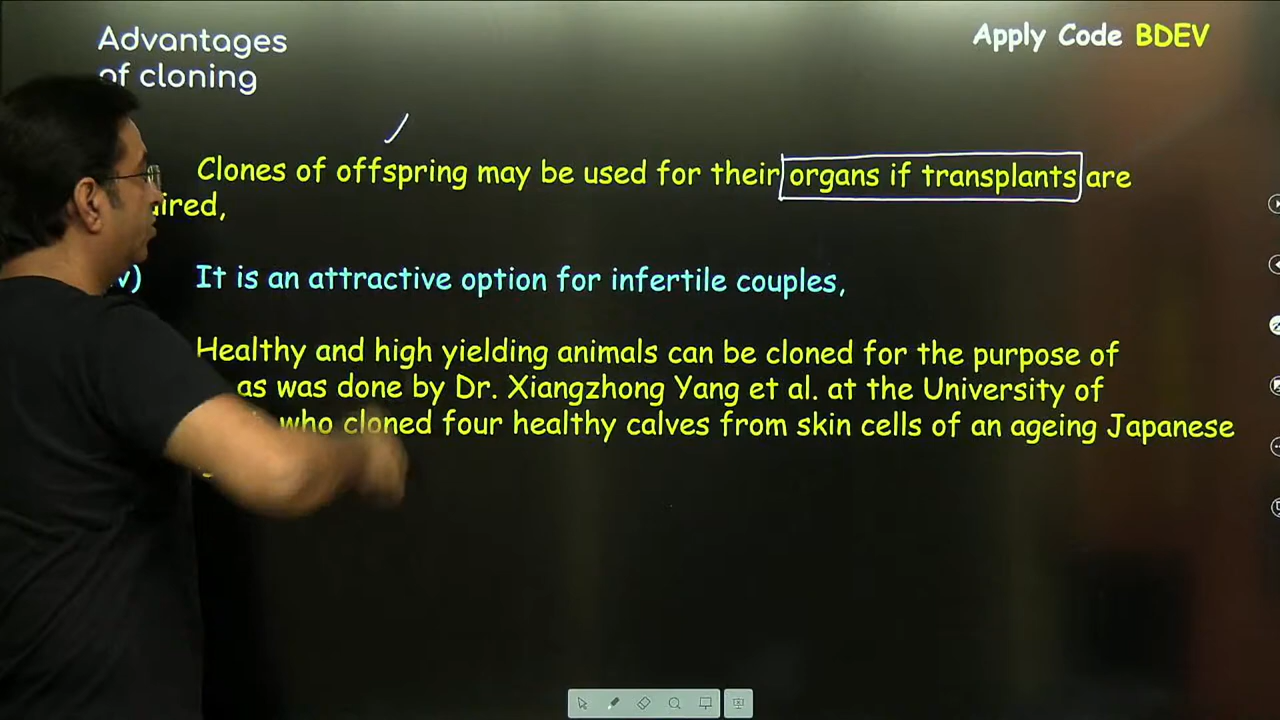 Advantages
of cloning
Apply Code BDEV
Clones of offspring may be used for their organs if transplants are
ired,
v) It is an attractive option for infertile couples,
Healthy and high yielding animals can be cloned for the purpose of
as was done by Dr. Xiangzhong Yang et al. at the University of
who cloned four healthy calves from skin cells of an ageing Japanese